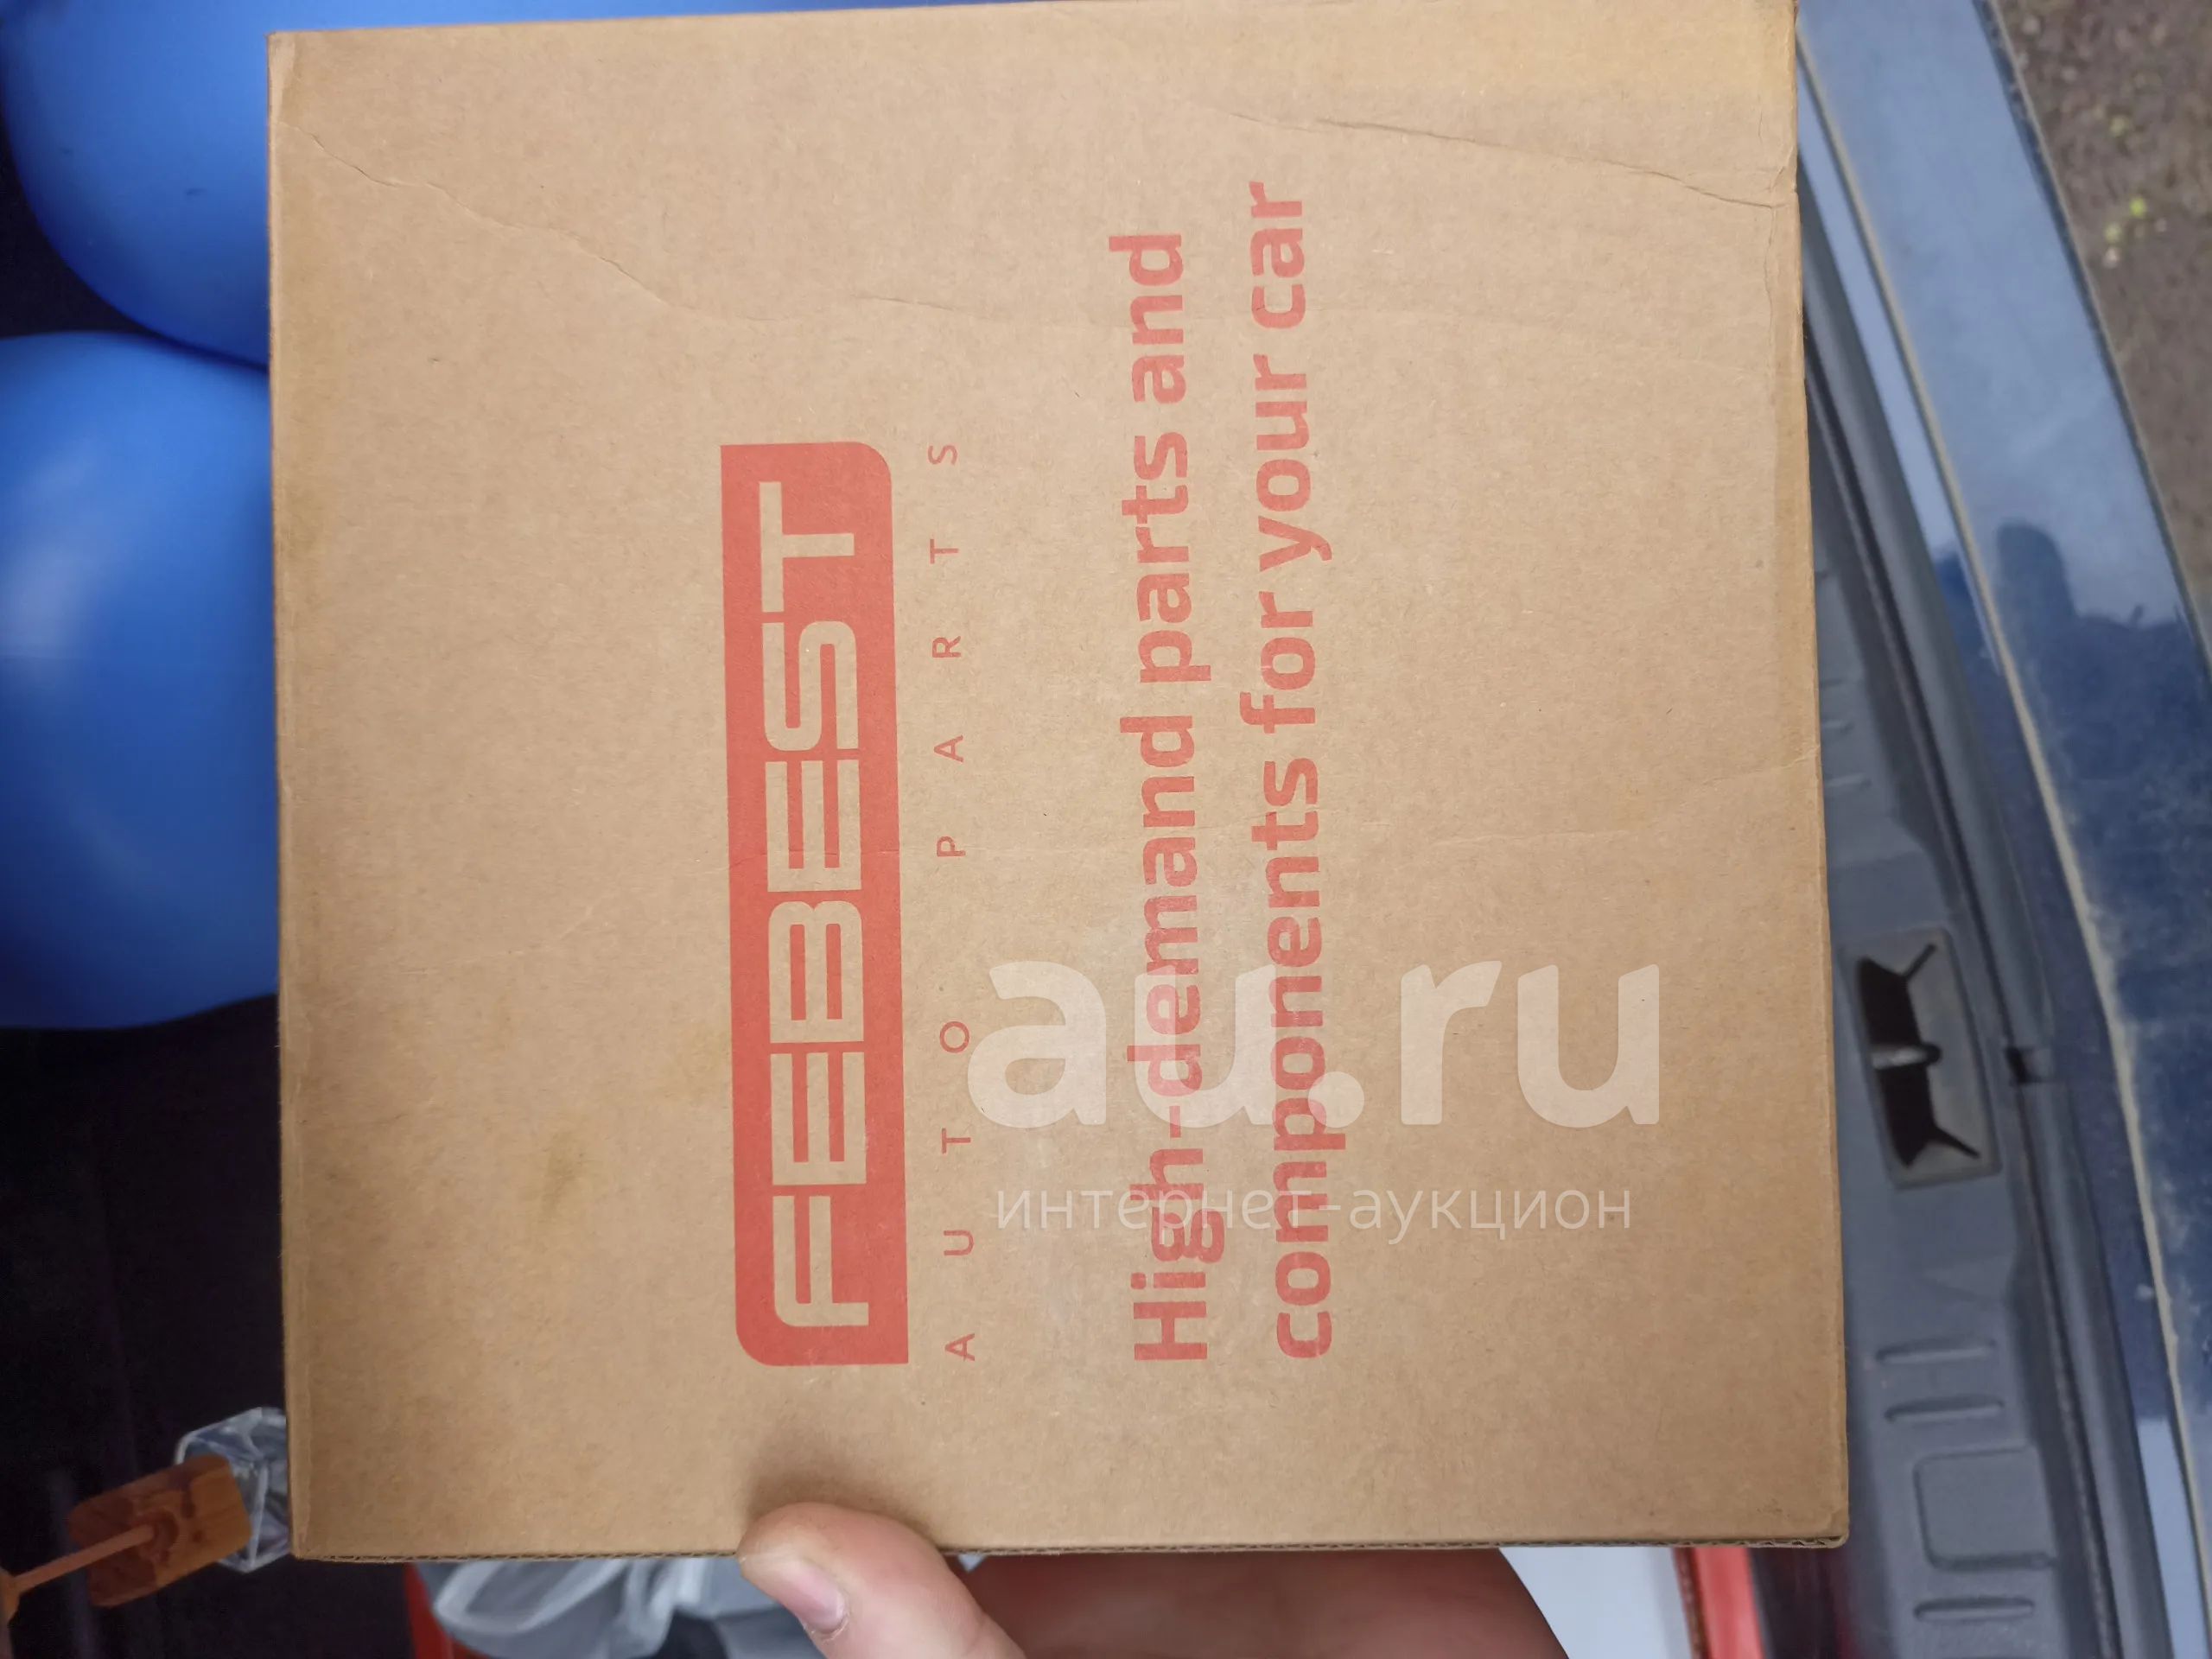 FEBEST
AUTO PARTS
High-demand parts and
components for your car
au.ru
интернет-аукцион